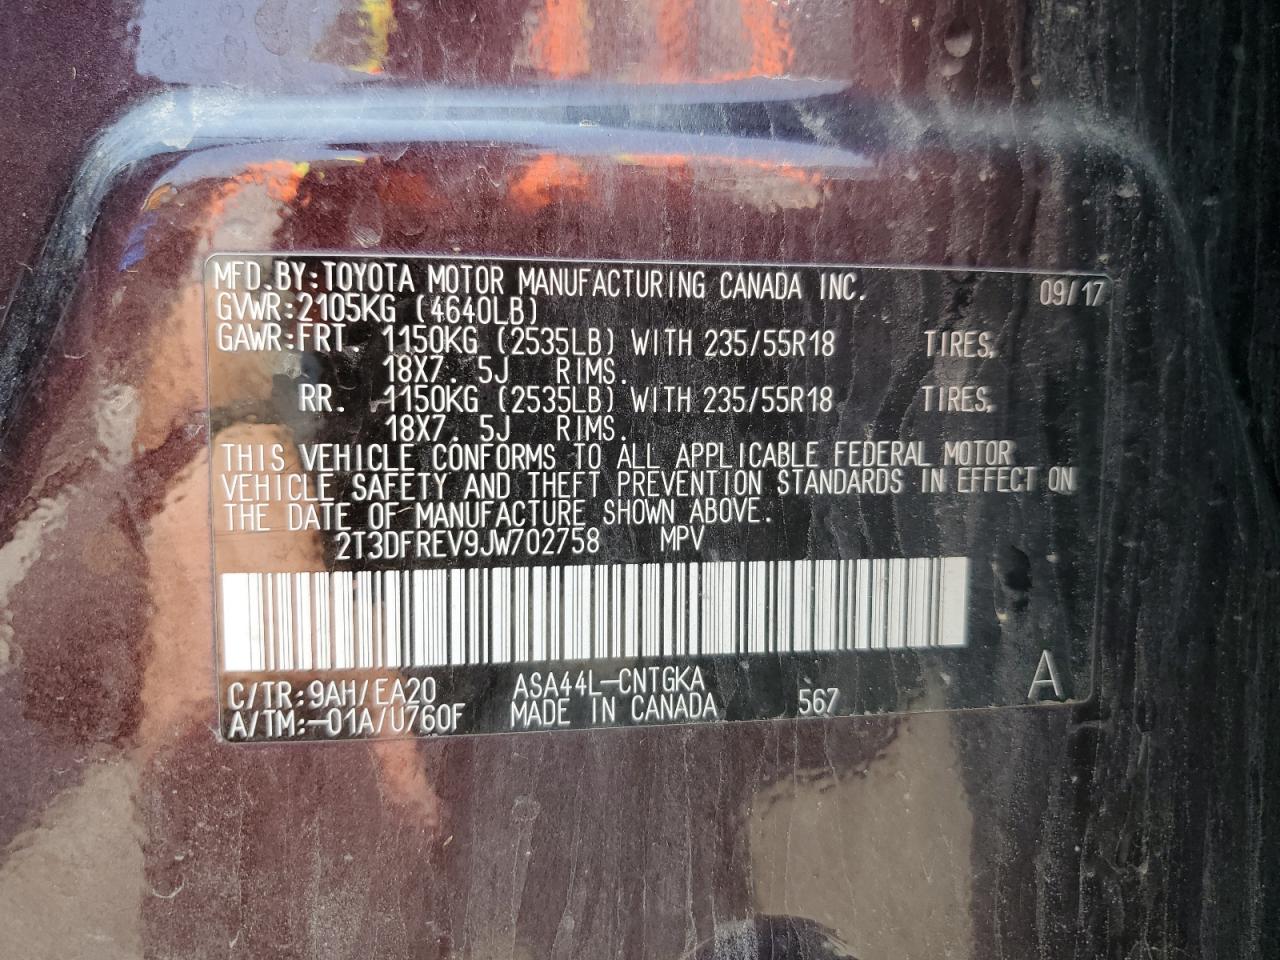 MFD.BY:TOYOTA MOTOR MANUFACTURING CANADA INC. 09/17
GVWR:2105KG (4640LB)
GAWR:FRT 1150KG (2535LB) WITH 235/55R18 TIRES,
18X7. 5J RIMS.
RR. 1150KG (2535LB) WITH 235/55R18 TIRES,
18X7. 5J RIMS.
THIS VEHICLE CONFORMS TO ALL APPLICABLE FEDERAL MOTOR
VEHICLE SAFETY AND THEFT PREVENTION STANDARDS IN EFFECT ON
THE DATE OF MANUFACTURE SHOWN ABOVE.
2T3DFREV9JW702758 MPV
C/TR:9AH/EA20 ASA44L-CNTGKA
A/TM:-01A/U760F MADE IN CANADA 567 A